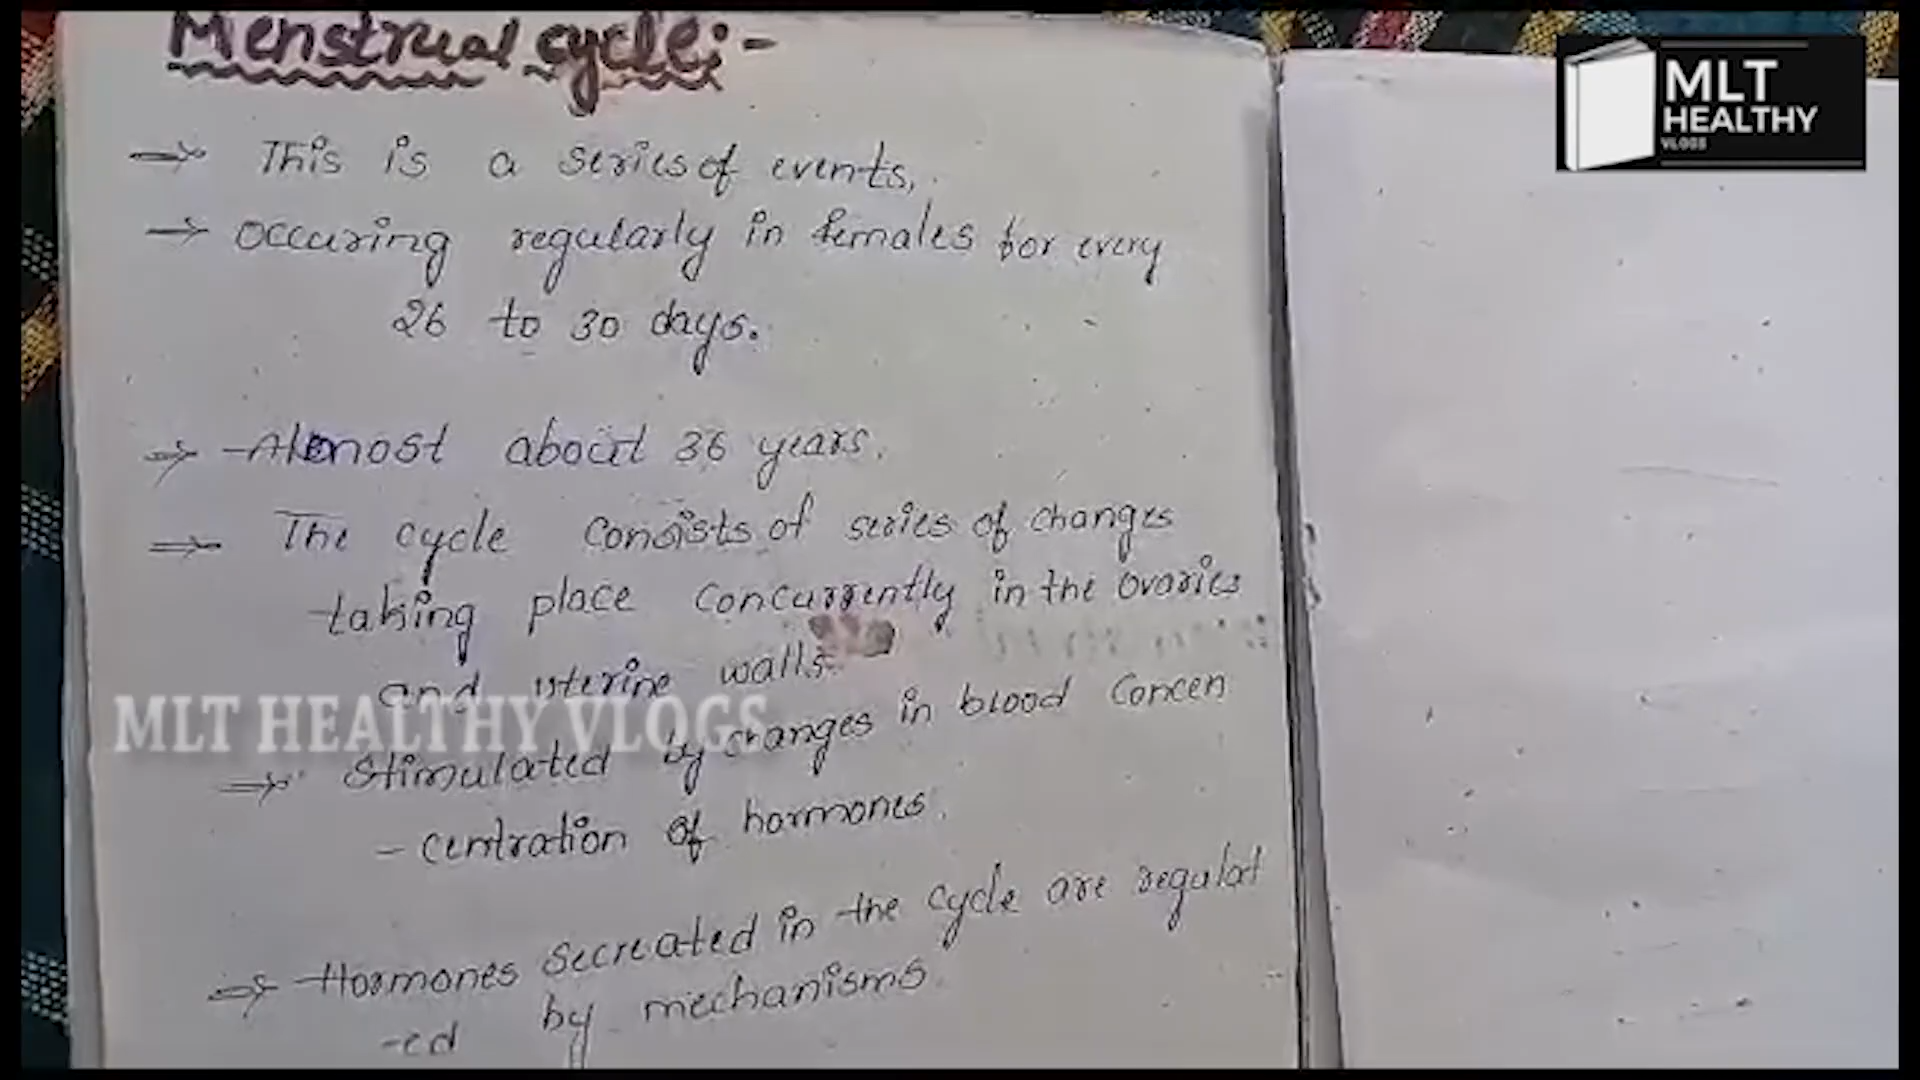 Menstrual cycle:-
MLT
HEALTHY
VLOGS
→ This is a series of events,.
→ Occuring regularly in females for every
26 to 30 days.
→ Almost about 36 years.
→ The cycle consists of series of changes
taking place concurrently in the ovaries
and uterine walls
MLT HEALTHY VLOGS
→ Stimulated by changes in blood concen
- centration of hormones.
→ Hormones secreated in the cycle are regulat
-ed by mechanisms.